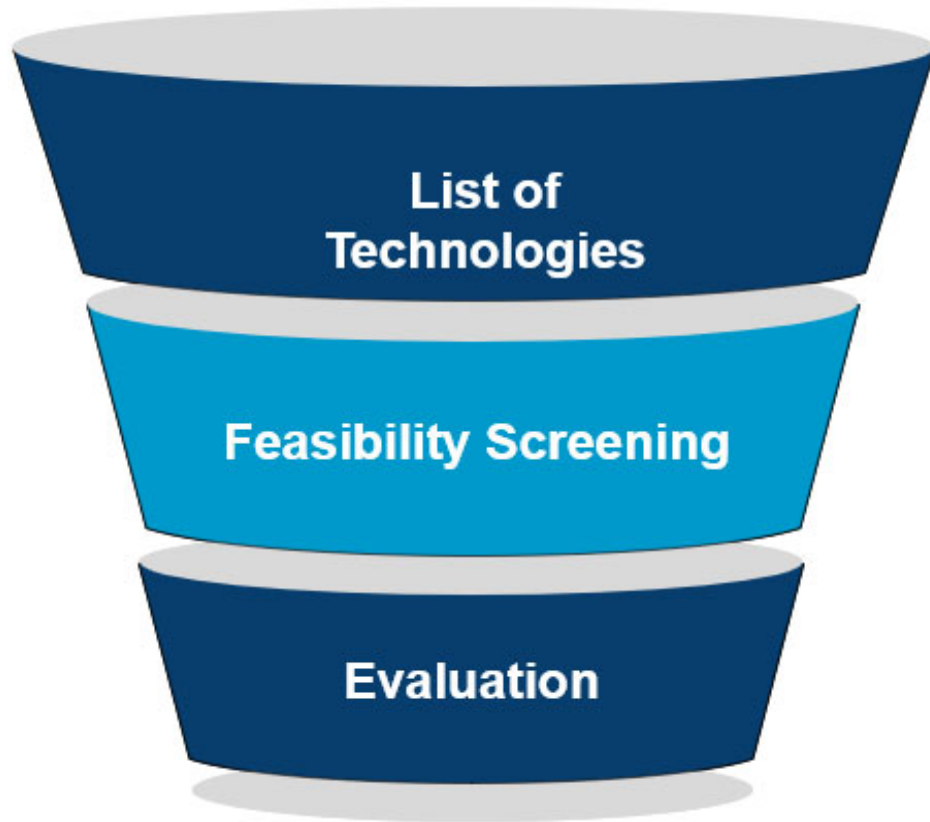 List of
Technologies
Feasibility Screening
Evaluation